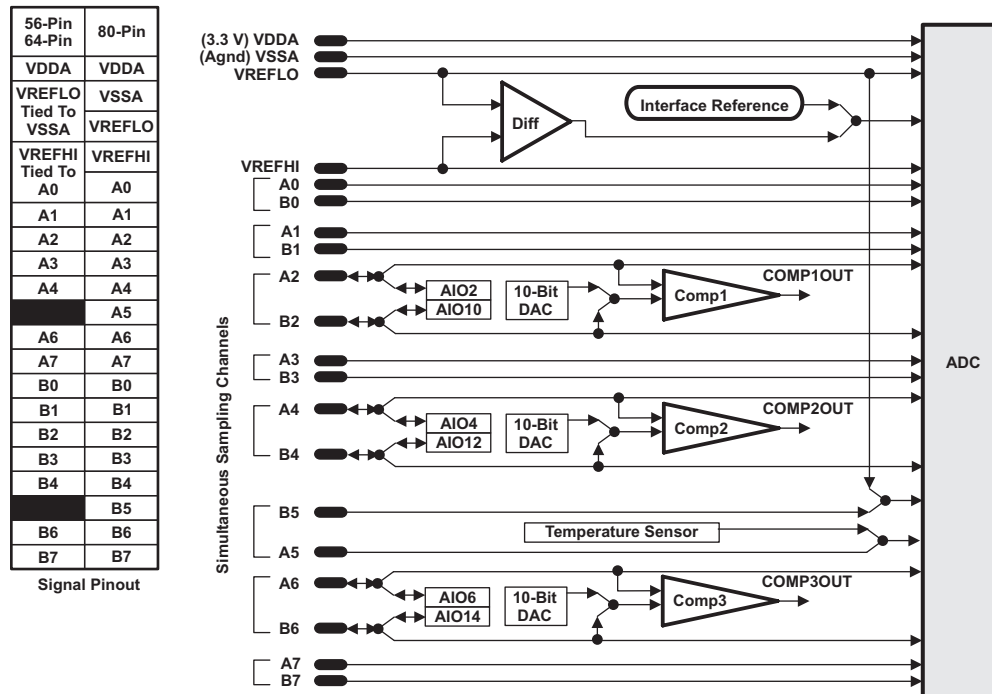 56-Pin
64-Pin
80-Pin
VDDA
VDDA
VREFLO
Tied To
VSSA
VSSA
VREFLO
VREFHI
Tied To
A0
VREFHI
A0
A1
A1
A2
A2
A3
A3
A4
A4
A5
A6
A6
A7
A7
B0
B0
B1
B1
B2
B2
B3
B3
B4
B4
B5
B6
B6
B7
B7
Signal Pinout
(3.3 V) VDDA
(Agnd) VSSA
VREFLO
Interface Reference
Diff
VREFHI
A0
B0
A1
B1
A2
COMP1OUT
AIO2
AIO10
10-Bit
DAC
Comp1
B2
Simultaneous Sampling Channels
A3
B3
ADC
A4
COMP2OUT
AIO4
AIO12
10-Bit
DAC
Comp2
B4
B5
Temperature Sensor
A5
A6
COMP3OUT
AIO6
AIO14
10-Bit
DAC
Comp3
B6
A7
B7